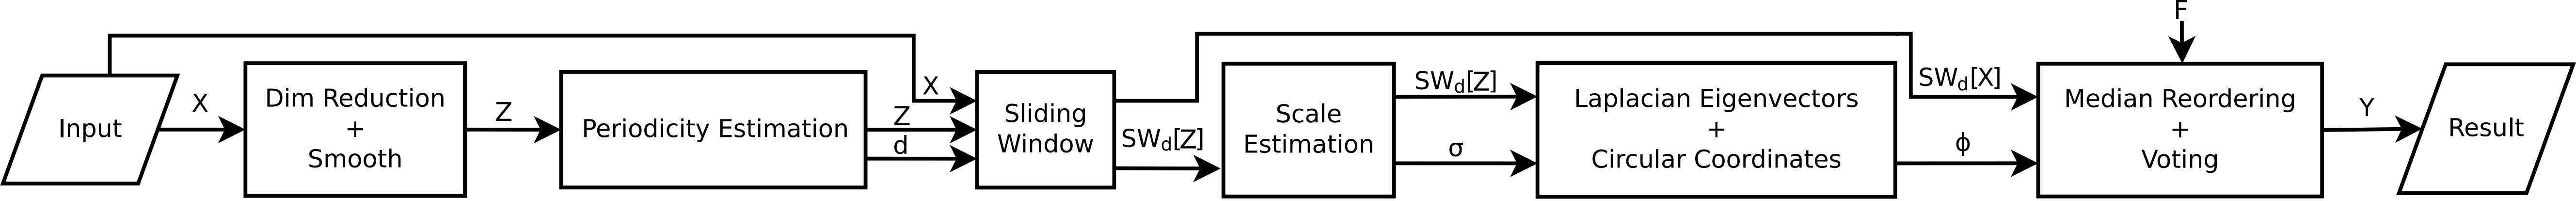 Input
X
Dim Reduction
+
Smooth
Z
Periodicity Estimation
X
Z
d
Sliding
Window
SWd[Z]
Scale
Estimation
SWd[Z]
σ
Laplacian Eigenvectors
+
Circular Coordinates
SWd[X]
ϕ
F
Median Reordering
+
Voting
Y
Result